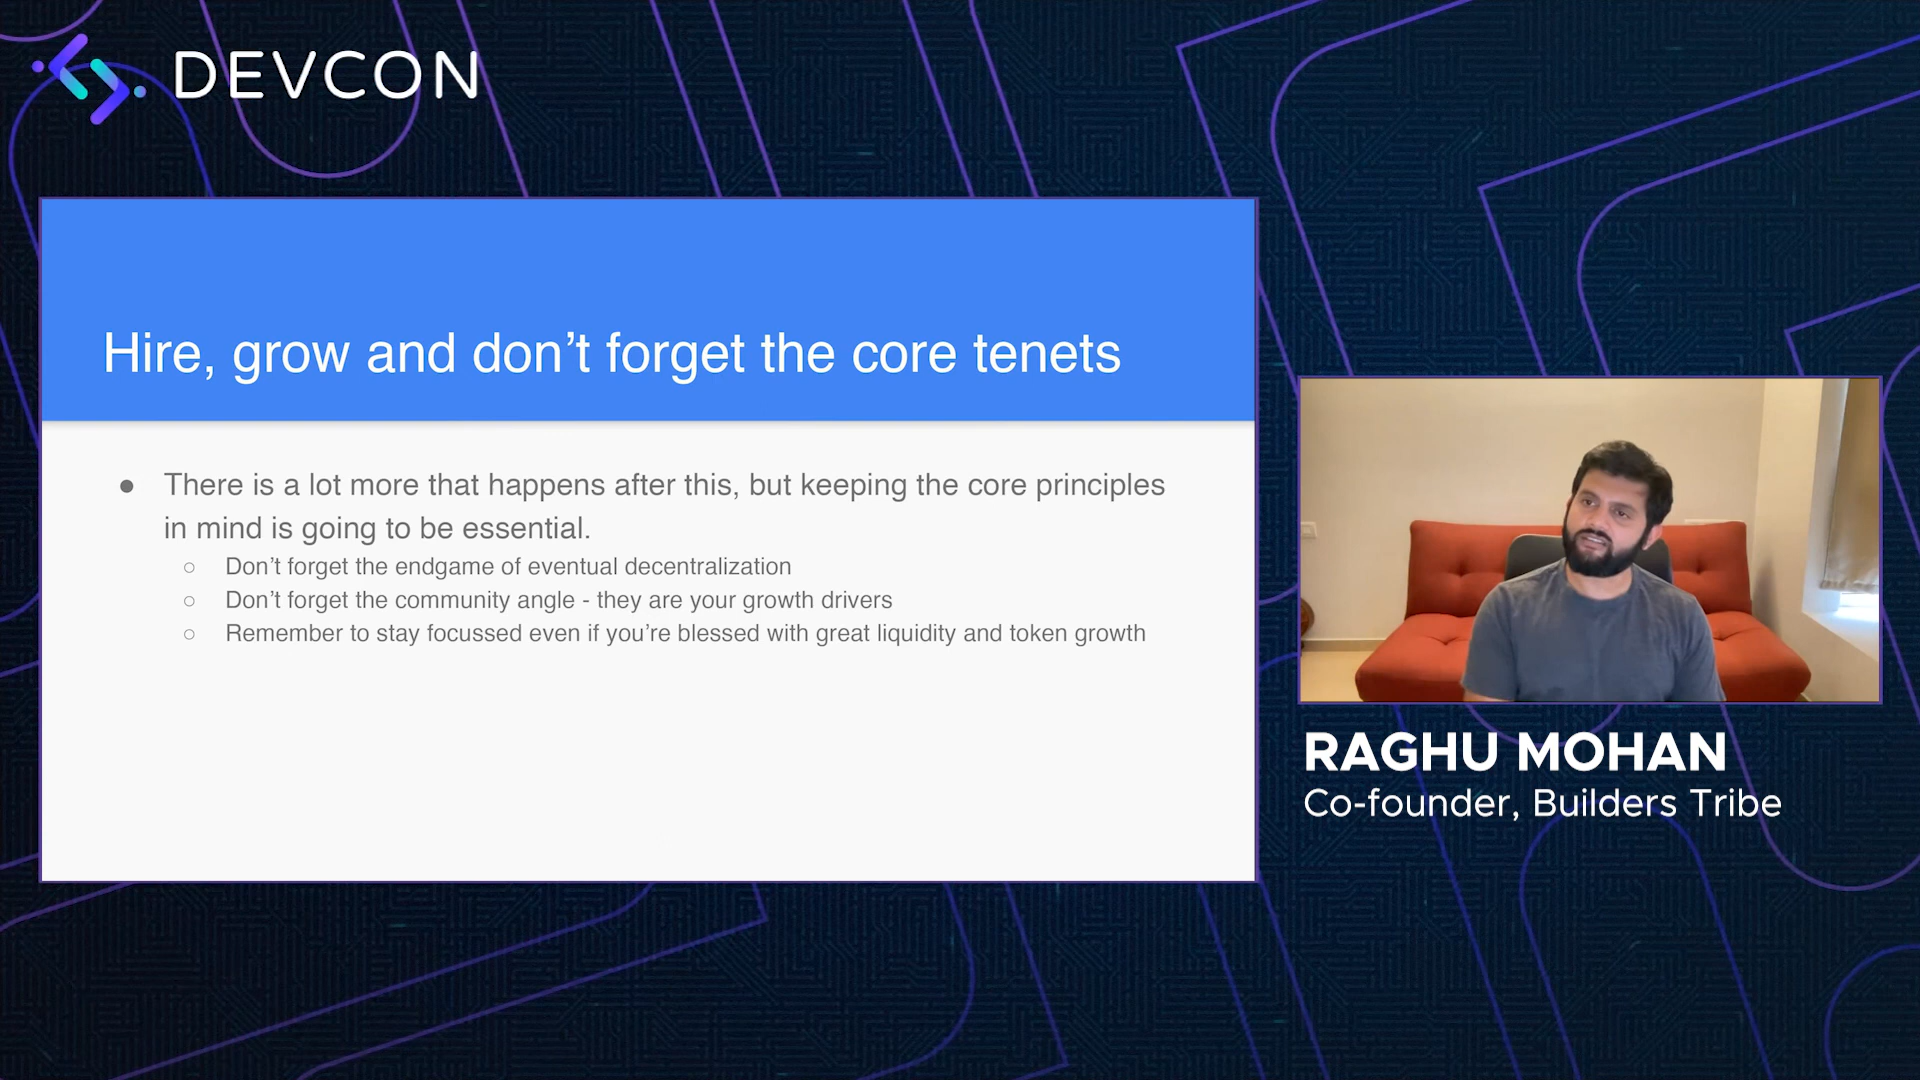 DEVCON
Hire, grow and don’t forget the core tenets
● There is a lot more that happens after this, but keeping the core principles
in mind is going to be essential.
○ Don’t forget the endgame of eventual decentralization
○ Don’t forget the community angle - they are your growth drivers
○ Remember to stay focussed even if you’re blessed with great liquidity and token growth
RAGHU MOHAN
Co-founder, Builders Tribe